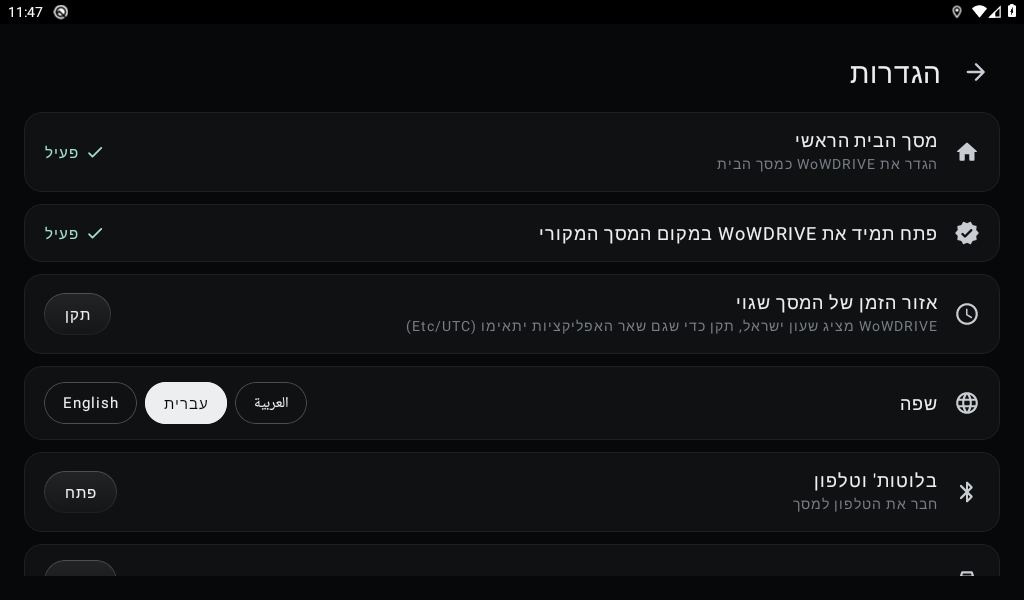 11:47
הגדרות
מסך הבית הראשי
הגדר את WoWDRIVE כמסך הבית
פעיל
פתח תמיד את WoWDRIVE במקום המסך המקורי
פעיל
אזור הזמן של המסך שגוי
WoWDRIVE מציג שעון ישראל, תקן כדי שגם שאר האפליקציות יתאימו (Etc/UTC)
תקן
שפה
العربية
עברית
English
בלוטות' וטלפון
חבר את הטלפון למסך
פתח